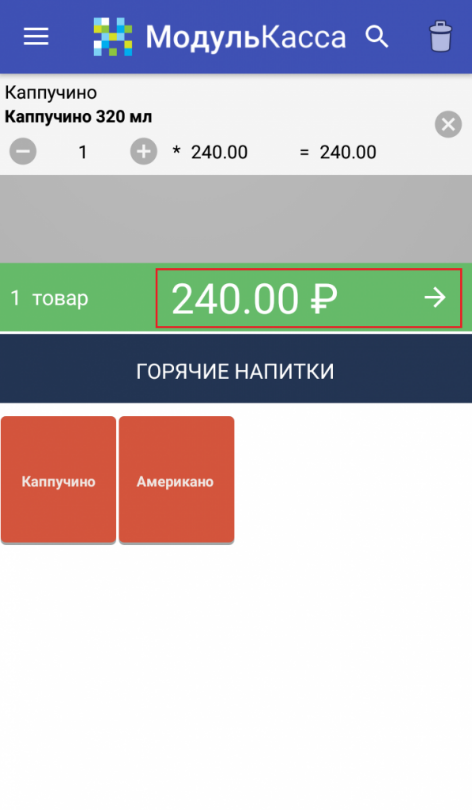 МодульКасса
Каппучино
Каппучино 320 мл
1 * 240.00 = 240.00
1 товар 240.00 ₽
ГОРЯЧИЕ НАПИТКИ
Каппучино Американо